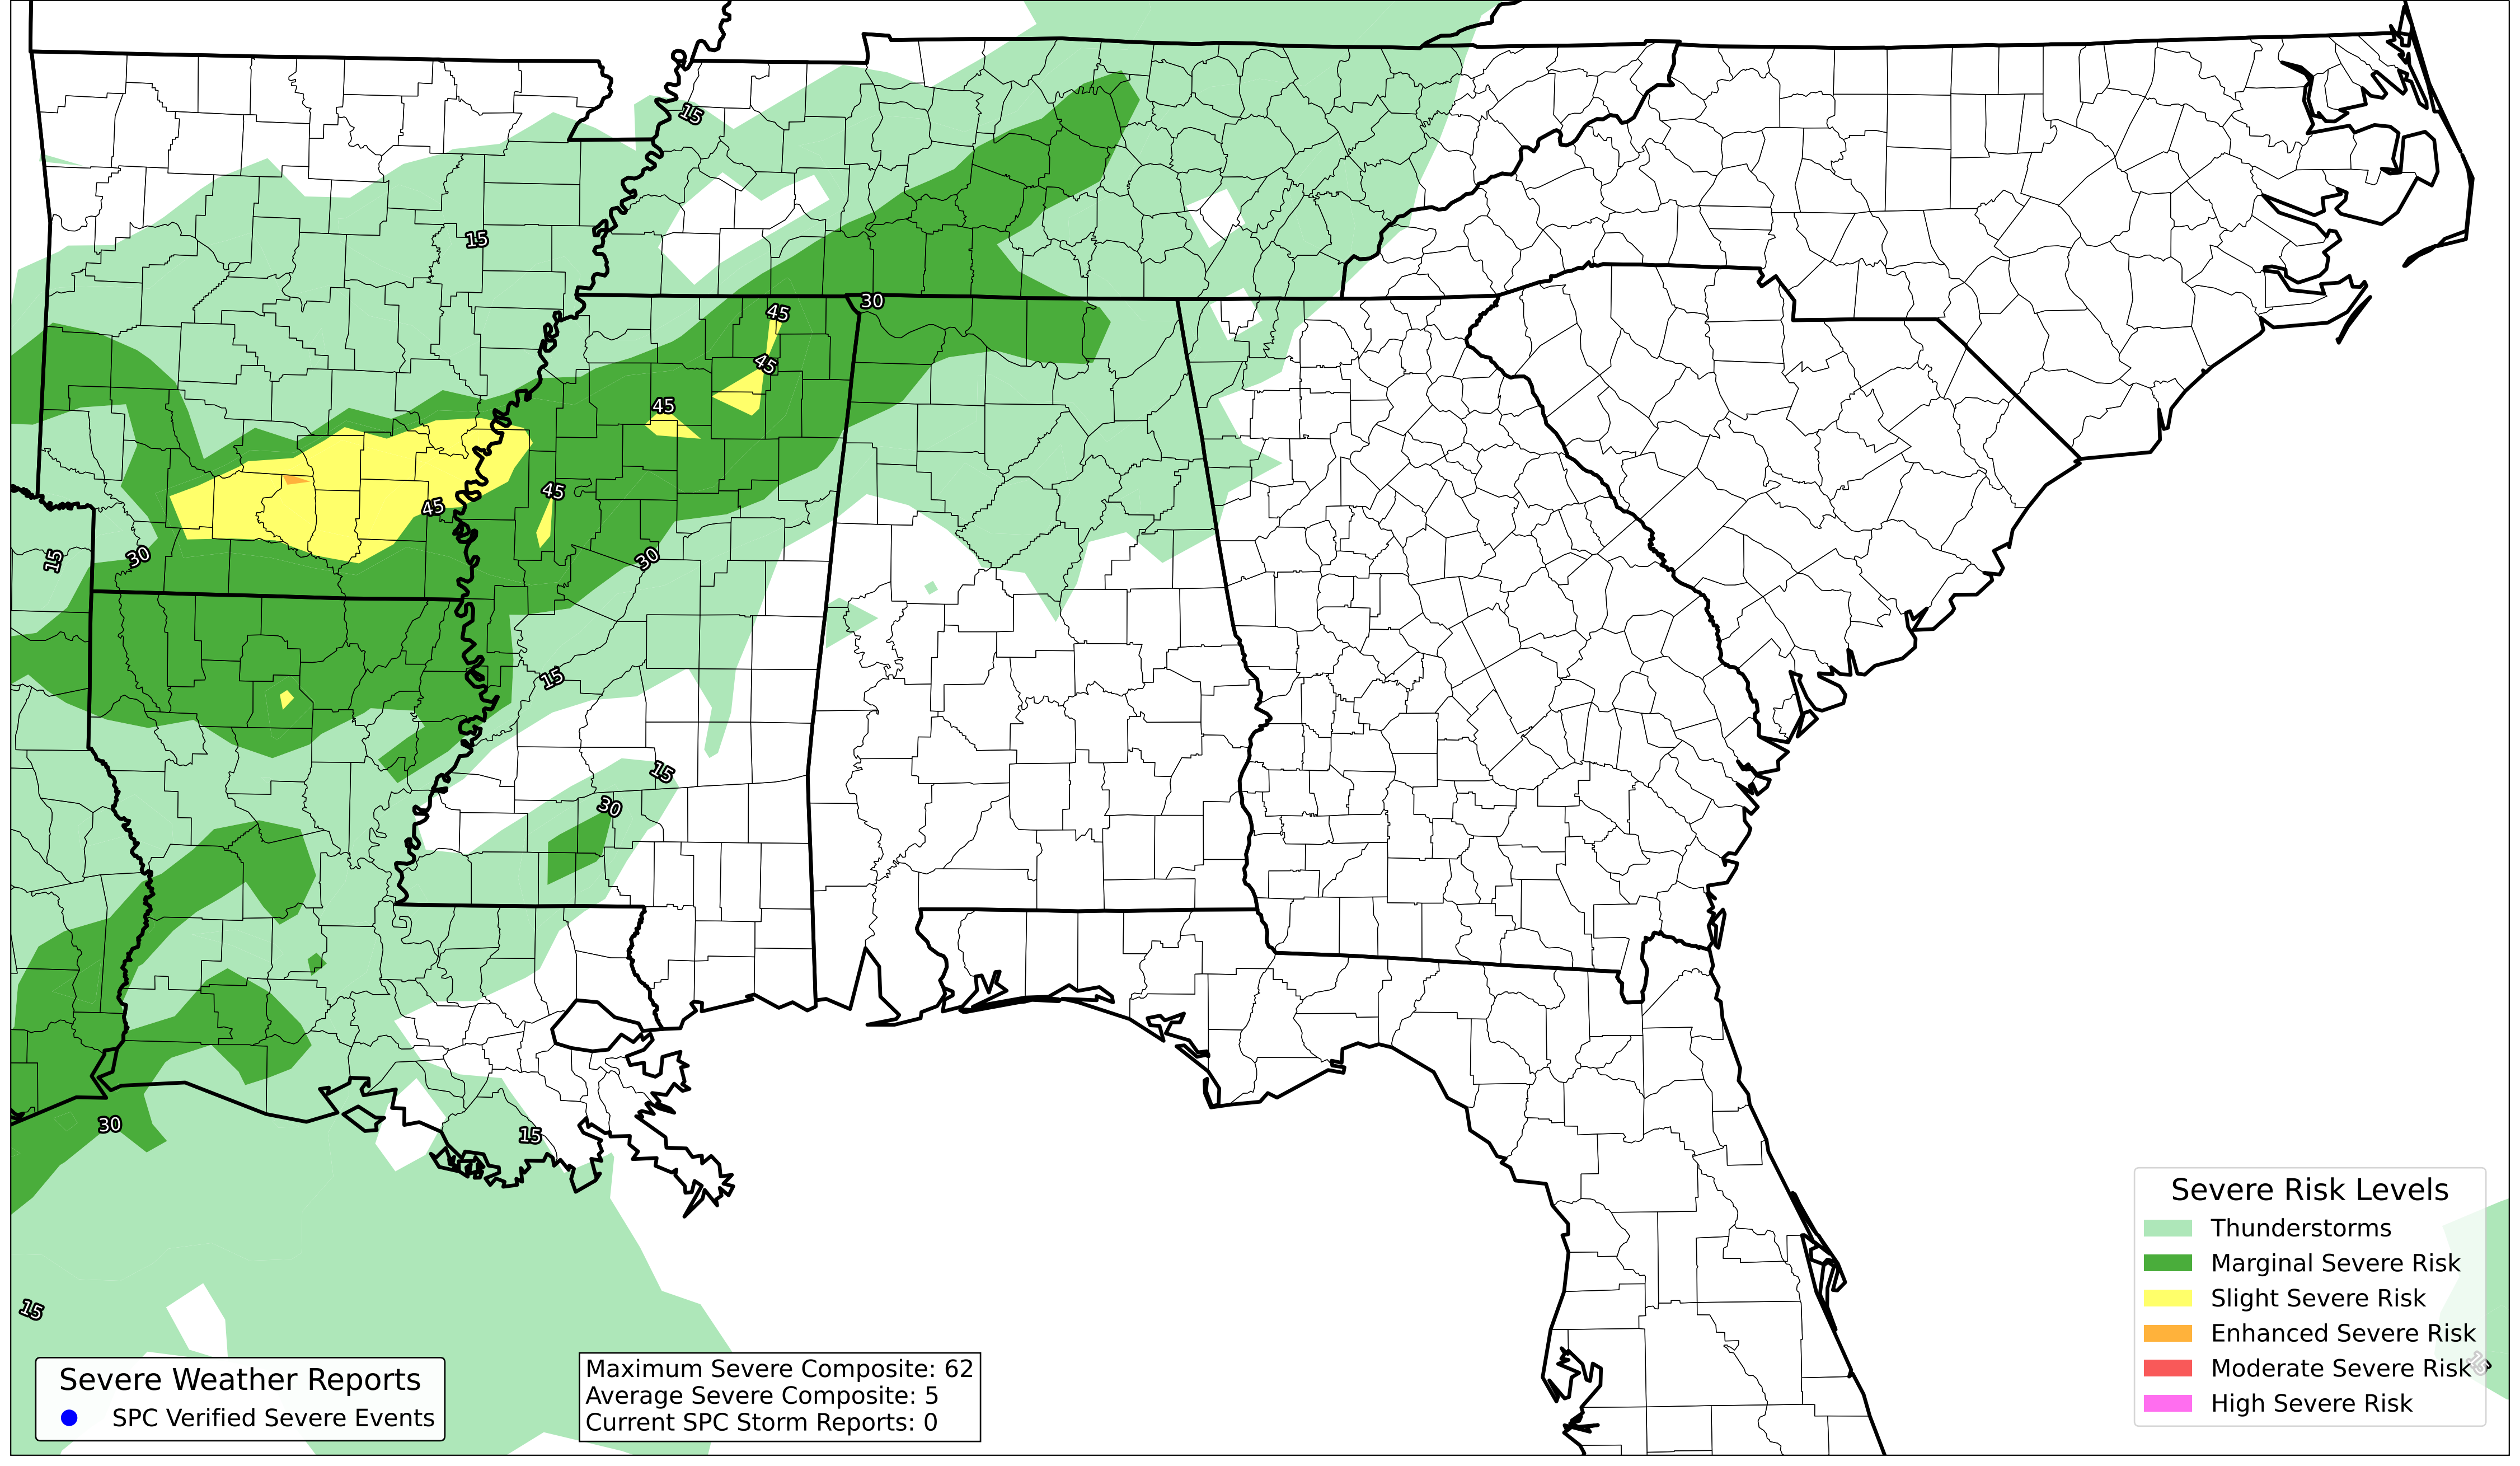 15
15
45
30
45
45
45
45
15
30
30
15
15
30
30
15
15
15
Severe Weather Reports
SPC Verified Severe Events
Maximum Severe Composite: 62
Average Severe Composite: 5
Current SPC Storm Reports: 0
Severe Risk Levels
Thunderstorms
Marginal Severe Risk
Slight Severe Risk
Enhanced Severe Risk
Moderate Severe Risk
High Severe Risk